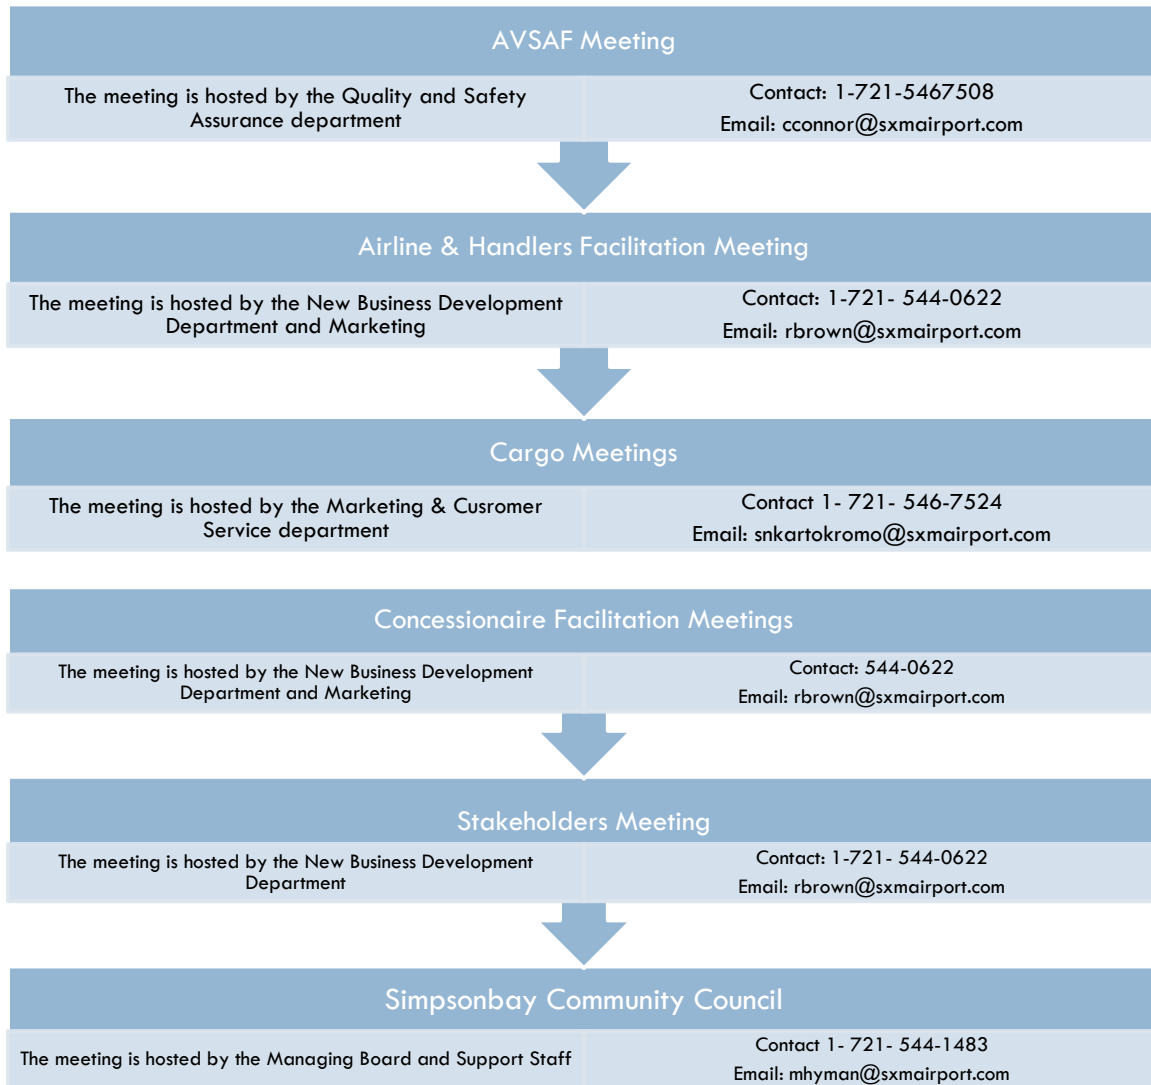 AVSAF Meeting
The meeting is hosted by the Quality and Safety
Assurance department
Contact: 1-721-5467508
Email: cconnor@sxmairport.com
Airline & Handlers Facilitation Meeting
The meeting is hosted by the New Business Development
Department and Marketing
Contact: 1-721- 544-0622
Email: rbrown@sxmairport.com
Cargo Meetings
The meeting is hosted by the Marketing & Cusromer
Service department
Contact 1- 721- 546-7524
Email: snkartokromo@sxmairport.com
Concessionaire Facilitation Meetings
The meeting is hosted by the New Business Development
Department and Marketing
Contact: 544-0622
Email: rbrown@sxmairport.com
Stakeholders Meeting
The meeting is hosted by the New Business Development
Department
Contact: 1-721- 544-0622
Email: rbrown@sxmairport.com
Simpsonbay Community Council
The meeting is hosted by the Managing Board and Support Staff
Contact 1- 721- 544-1483
Email: mhyman@sxmairport.com